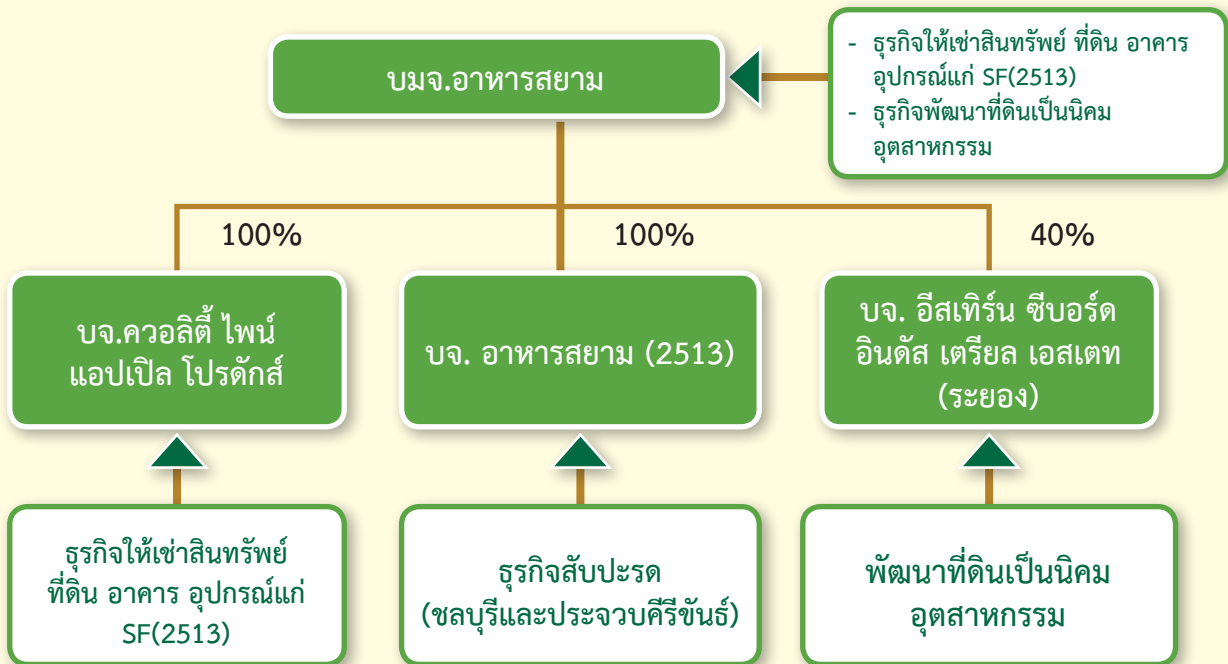 บมจ.อาหารสยาม
- ธุรกิจให้เช่าสินทรัพย์ ที่ดิน อาคาร
อุปกรณ์แก่ SF(2513)
- ธุรกิจพัฒนาที่ดินเป็นนิคม
อุตสาหกรรม
100%
100%
40%
บจ.ควอลิตี้ ไพน์
แอปเปิล โปรดักส์
บจ. อาหารสยาม (2513)
บจ. อีสเทิร์น ซีบอร์ด
อินดัส เตรียล เอสเตท
(ระยอง)
ธุรกิจให้เช่าสินทรัพย์
ที่ดิน อาคาร อุปกรณ์แก่
SF(2513)
ธุรกิจสับปะรด
(ชลบุรีและประจวบคีรีขันธ์)
พัฒนาที่ดินเป็นนิคม
อุตสาหกรรม